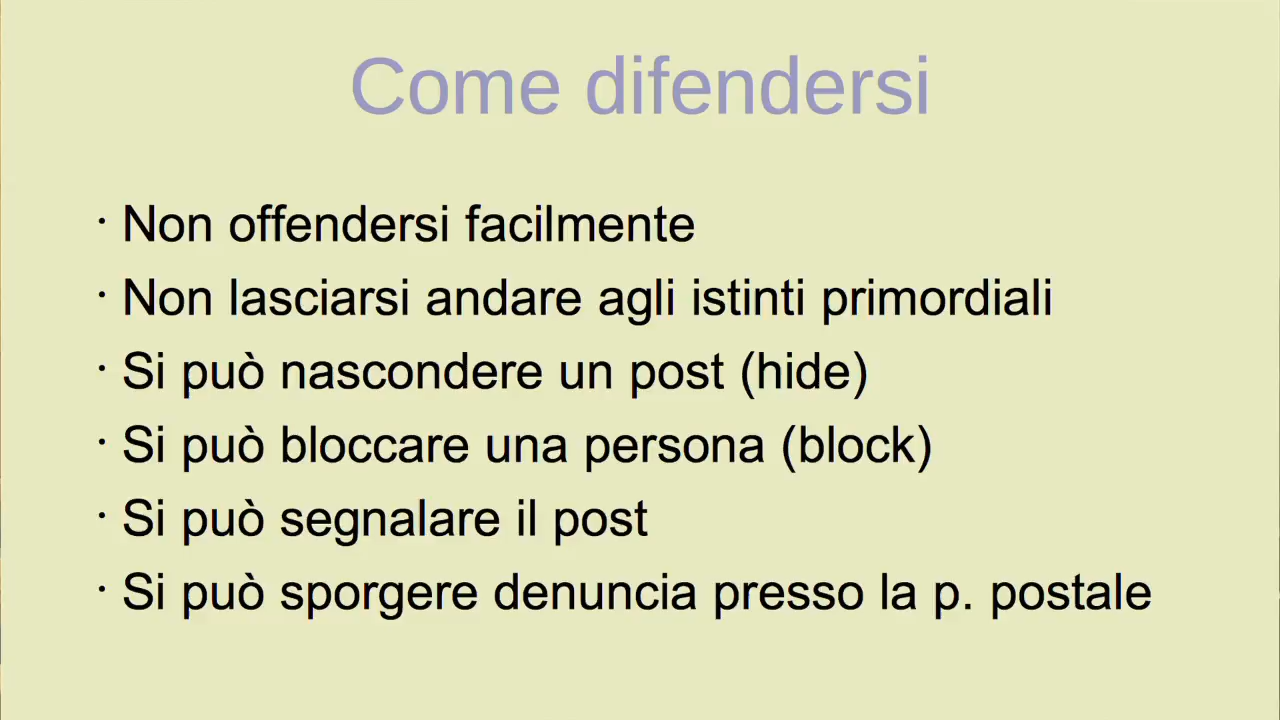 Come difendersi
· Non offendersi facilmente
· Non lasciarsi andare agli istinti primordiali
· Si può nascondere un post (hide)
· Si può bloccare una persona (block)
· Si può segnalare il post
· Si può sporgere denuncia presso la p. postale